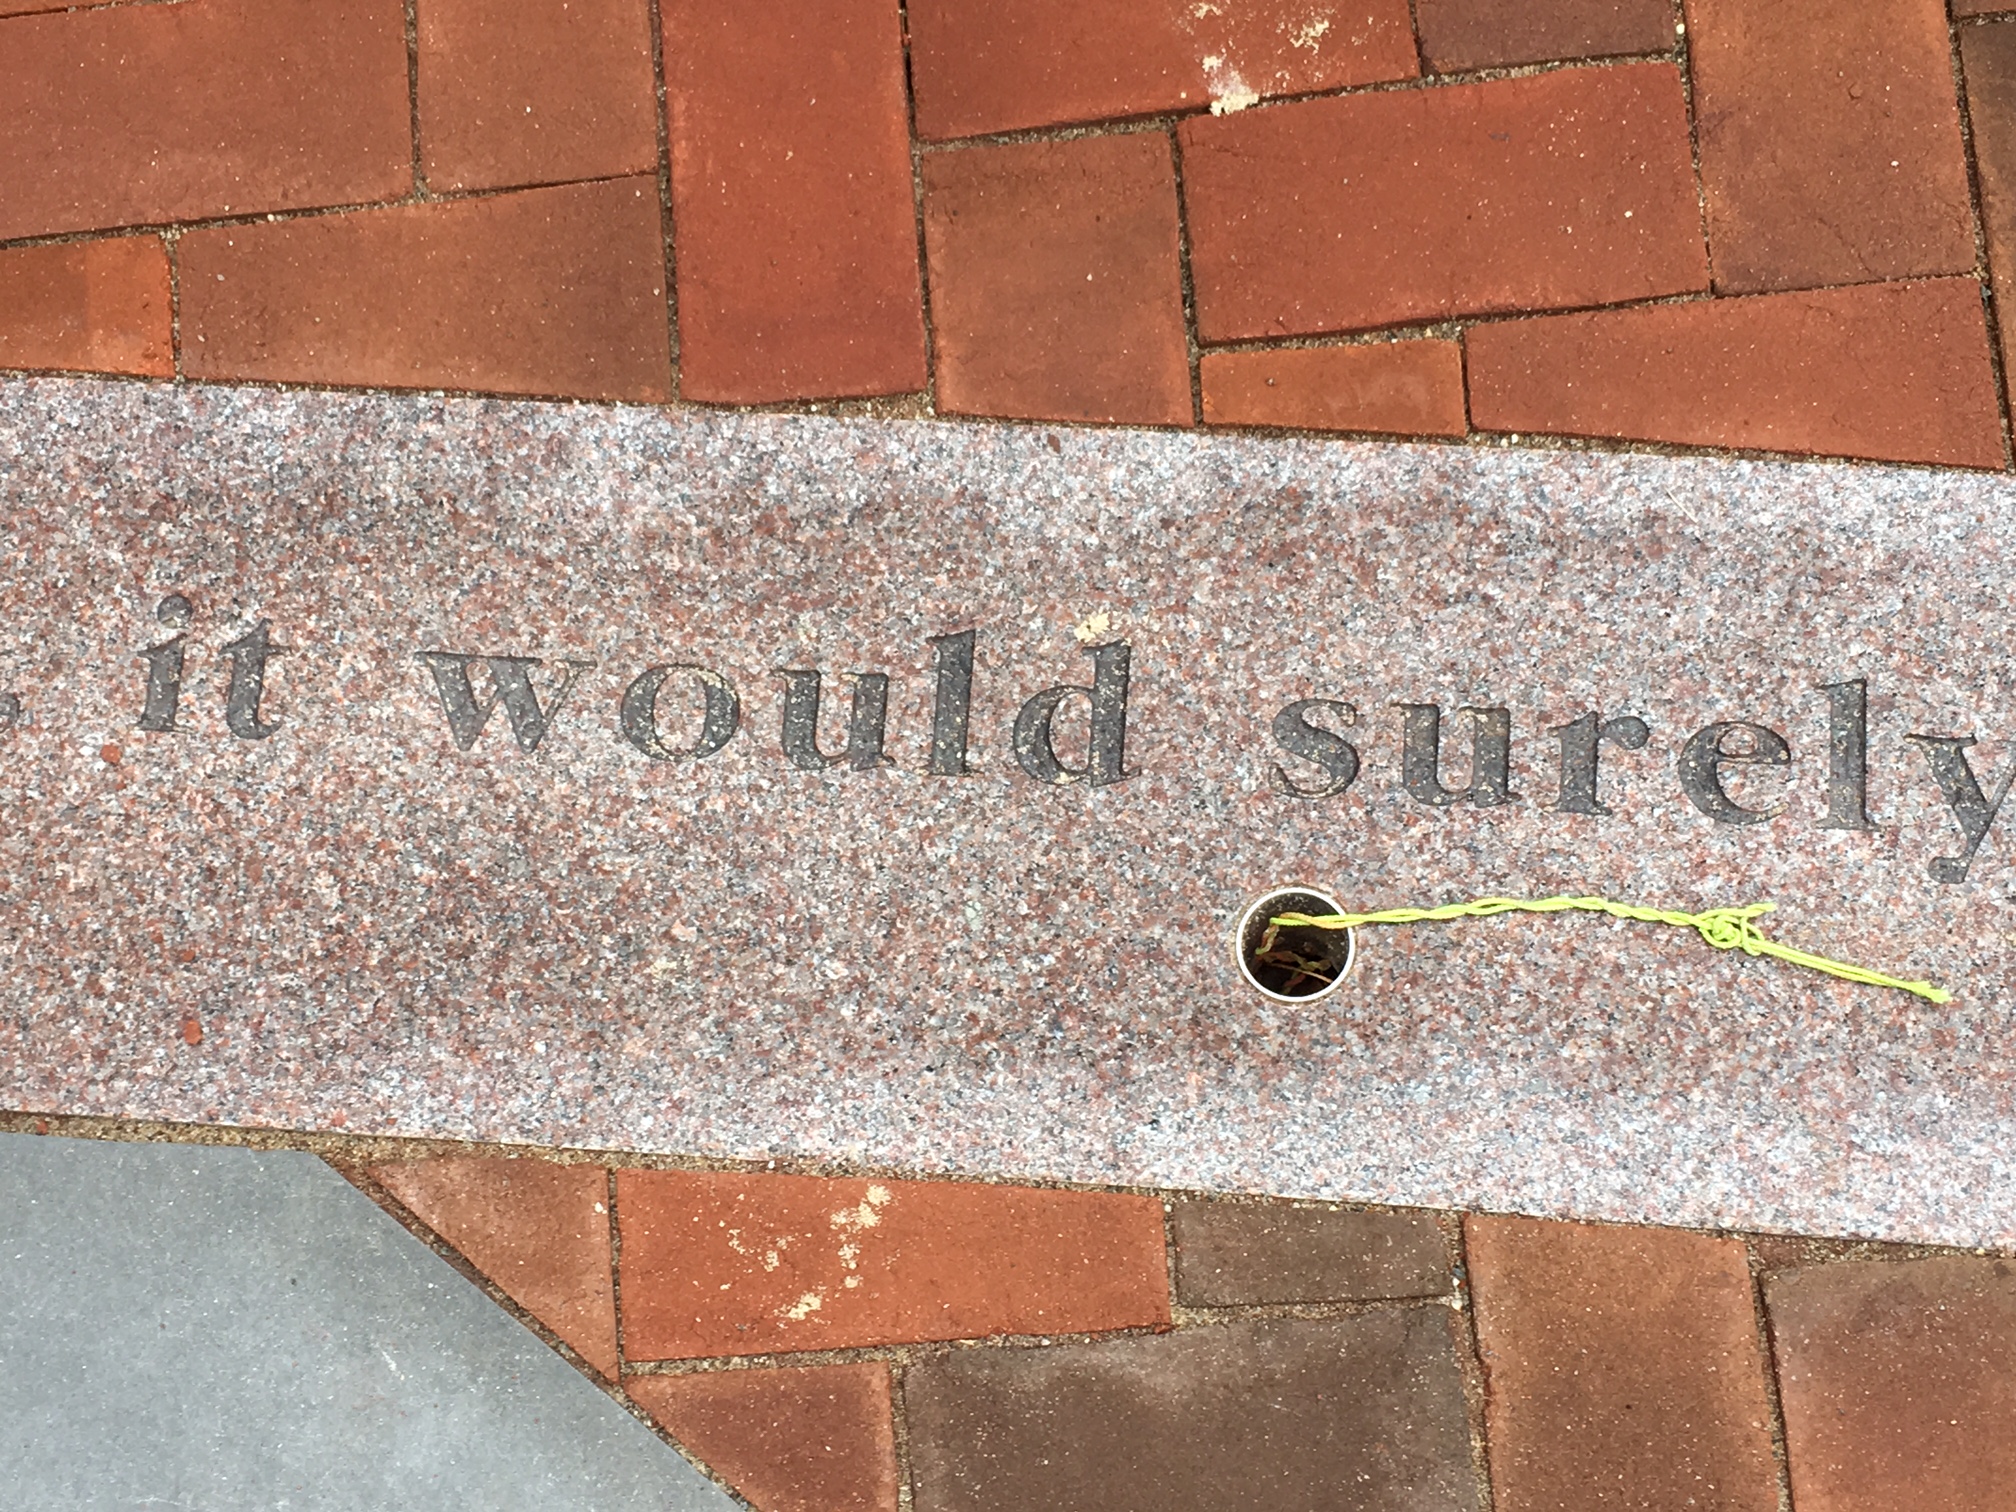 , it would surely